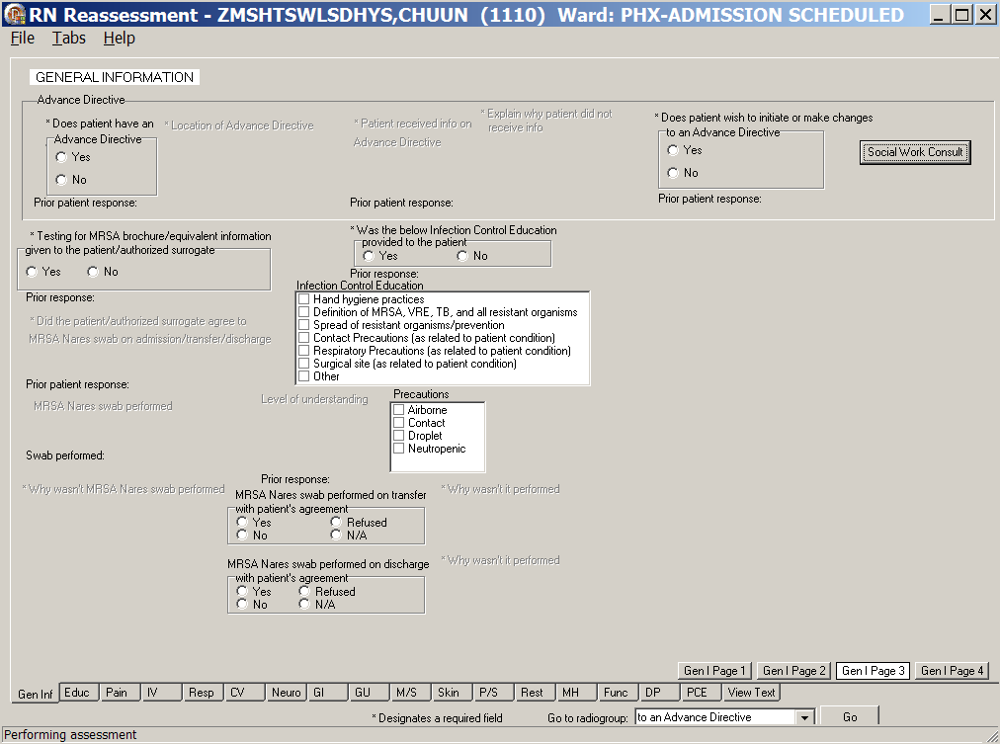 RN Reassessment - ZMSHTSWLSDHYS,CHUUN (1110) Ward: PHX-ADMISSION SCHEDULED
File Tabs Help
GENERAL INFORMATION
Advance Directive
* Does patient have an
Advance Directive
Yes
No
Prior patient response:
* Location of Advance Directive
* Patient received info on
Advance Directive
Prior patient response:
* Explain why patient did not
receive info
* Does patient wish to initiate or make changes
to an Advance Directive
Yes
No
Prior patient response:
Social Work Consult
* Testing for MRSA brochure/equivalent information
given to the patient/authorized surrogate
Yes No
Prior response:
* Did the patient/authorized surrogate agree to
MRSA Nares swab on admission/transfer/discharge
Prior patient response:
MRSA Nares swab performed
Swab performed:
* Why wasn't MRSA Nares swab performed
* Was the below Infection Control Education
provided to the patient
Yes No
Prior response:
Infection Control Education
Hand hygiene practices
Definition of MRSA, VRE, TB, and all resistant organisms
Spread of resistant organisms/prevention
Contact Precautions (as related to patient condition)
Respiratory Precautions (as related to patient condition)
Surgical site (as related to patient condition)
Other
Level of understanding
Precautions
Airborne
Contact
Droplet
Neutropenic
Prior response:
MRSA Nares swab performed on transfer
with patient's agreement
Yes Refused
No N/A
* Why wasn't it performed
MRSA Nares swab performed on discharge
with patient's agreement
Yes Refused
No N/A
* Why wasn't it performed
Gen I Page 1 Gen I Page 2 Gen I Page 3 Gen I Page 4
Gen Inf Educ Pain IV Resp CV Neuro GI GU M/S Skin P/S Rest MH Func DP PCE View Text
* Designates a required field Go to radiogroup: to an Advance Directive Go
Performing assessment